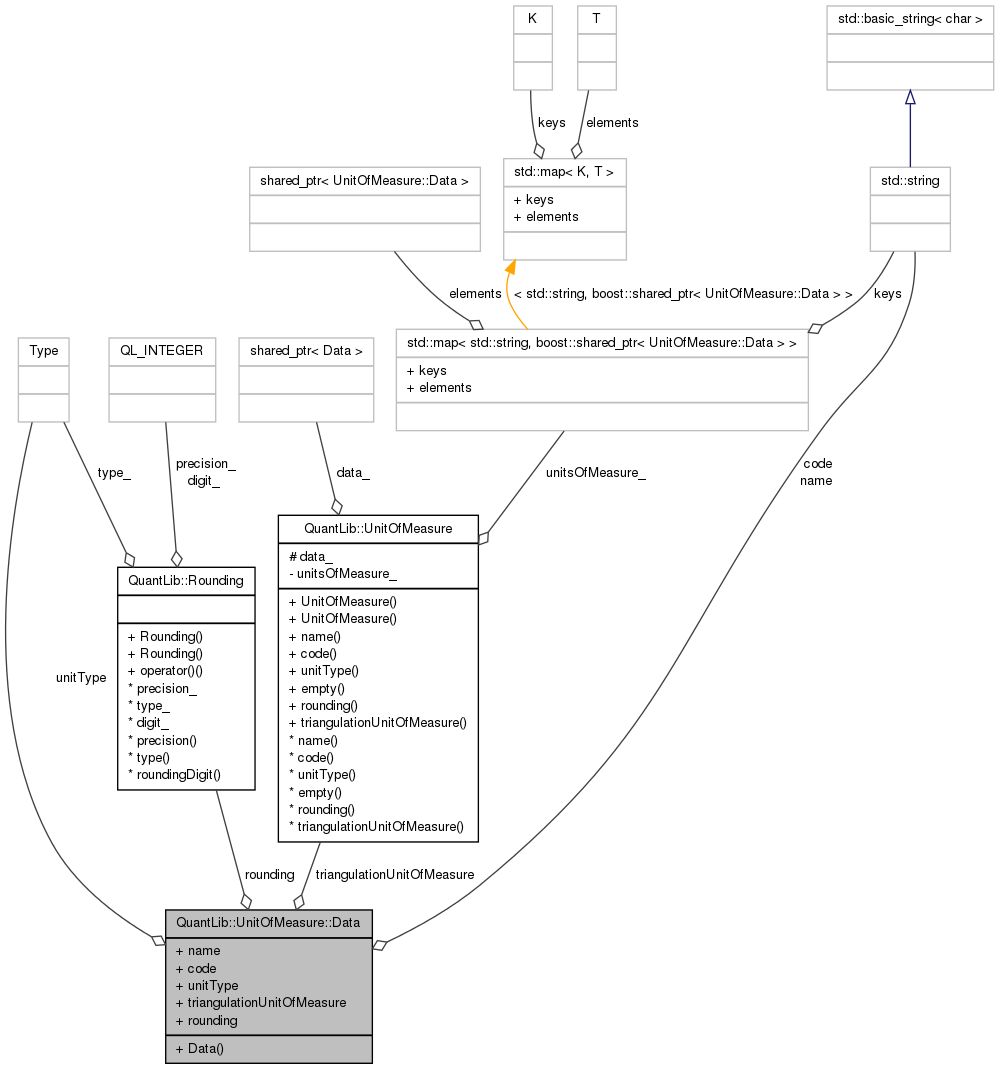 K
T
std::basic_string< char >
keys
elements
std::map< K, T >
+ keys
+ elements
shared_ptr< UnitOfMeasure::Data >
std::string
elements
< std::string, boost::shared_ptr< UnitOfMeasure::Data > >
keys
std::map< std::string, boost::shared_ptr< UnitOfMeasure::Data > >
+ keys
+ elements
Type
QL_INTEGER
shared_ptr< Data >
type_
precision_
digit_
data_
unitsOfMeasure_
code
name
QuantLib::UnitOfMeasure
# data_
- unitsOfMeasure_
+ UnitOfMeasure()
+ UnitOfMeasure()
+ name()
+ code()
+ unitType()
+ empty()
+ rounding()
+ triangulationUnitOfMeasure()
* name()
* code()
* unitType()
* empty()
* rounding()
* triangulationUnitOfMeasure()
QuantLib::Rounding
+ Rounding()
+ Rounding()
+ operator()()
* precision_
* type_
* digit_
* precision()
* type()
* roundingDigit()
unitType
rounding
triangulationUnitOfMeasure
QuantLib::UnitOfMeasure::Data
+ name
+ code
+ unitType
+ triangulationUnitOfMeasure
+ rounding
+ Data()